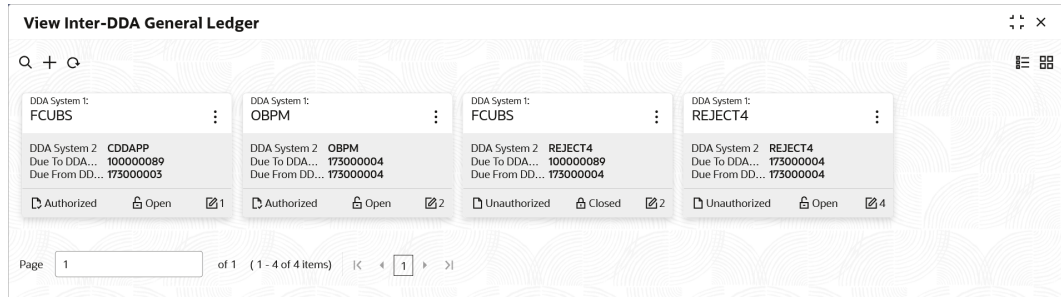 View Inter-DDA General Ledger
DDA System 1:
FCUBS
DDA System 2 CDDAPP
Due To DDA... 100000089
Due From DD... 173000003
Authorized Open 1
DDA System 1:
OBPM
DDA System 2 OBPM
Due To DDA... 173000004
Due From DD... 173000004
Authorized Open 2
DDA System 1:
FCUBS
DDA System 2 REJECT4
Due To DDA... 100000089
Due From DD... 173000004
Unauthorized Closed 2
DDA System 1:
REJECT4
DDA System 2 REJECT4
Due To DDA... 173000004
Due From DD... 173000004
Unauthorized Open 4
Page 1 of 1 ( 1 - 4 of 4 items) 1